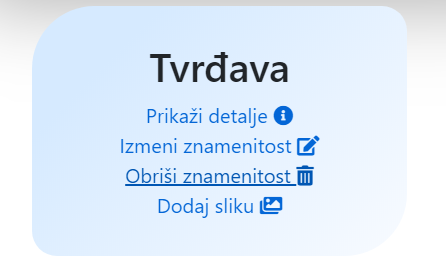 Tvrđava
Prikaži detalje
Izmeni znamenitost
Obriši znamenitost
Dodaj sliku